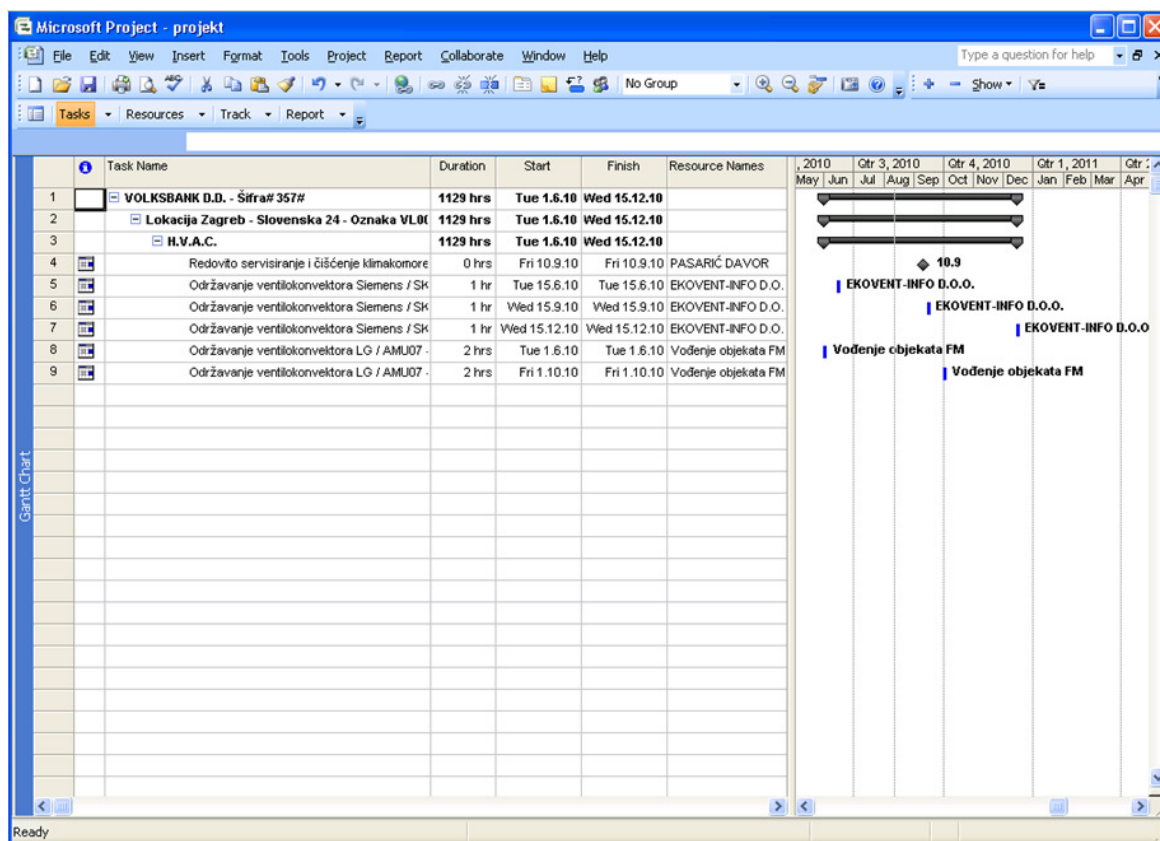 Microsoft Project - projekt
File Edit View Insert Format Tools Project Report Collaborate Window Help Type a question for help
No Group Show
Tasks Resources Track Report
Task Name Duration Start Finish Resource Names , 2010 Qtr 3, 2010 Qtr 4, 2010 Qtr 1, 2011 Qtr
May Jun Jul Aug Sep Oct Nov Dec Jan Feb Mar Apr
1 VOLKSBANK D.D. - Šifra# 357# 1129 hrs Tue 1.6.10 Wed 15.12.10
2 Lokacija Zagreb - Slovenska 24 - Oznaka VL0( 1129 hrs Tue 1.6.10 Wed 15.12.10
3 H.V.A.C. 1129 hrs Tue 1.6.10 Wed 15.12.10
4 Redovito servisiranje i čišćenje klimakomore 0 hrs Fri 10.9.10 Fri 10.9.10 PASARIĆ DAVOR 10.9
5 Održavanje ventilokonvektora Siemens / SK 1 hr Tue 15.6.10 Tue 15.6.10 EKOVENT-INFO D.O. EKOVENT-INFO D.O.O.
6 Održavanje ventilokonvektora Siemens / SK 1 hr Wed 15.9.10 Wed 15.9.10 EKOVENT-INFO D.O. EKOVENT-INFO D.O.O.
7 Održavanje ventilokonvektora Siemens / SK 1 hr Wed 15.12.10 Wed 15.12.10 EKOVENT-INFO D.O. EKOVENT-INFO D.O.O
8 Održavanje ventilokonvektora LG / AMU07 - 2 hrs Tue 1.6.10 Tue 1.6.10 Vođenje objekata FM Vođenje objekata FM
9 Održavanje ventilokonvektora LG / AMU07 - 2 hrs Fri 1.10.10 Fri 1.10.10 Vođenje objekata FM Vođenje objekata FM
Gantt Chart
Ready